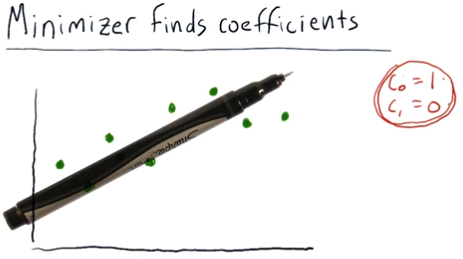 Minimizer finds coefficients
C₀ = 1
C₁ = 0